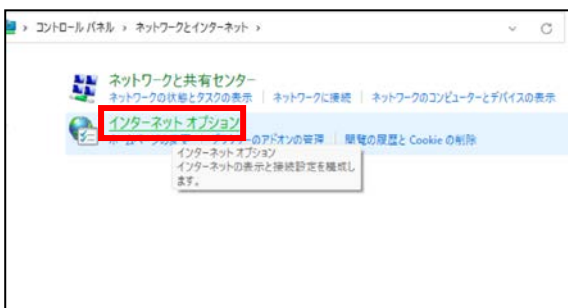 コントロール パネル › ネットワークとインターネット ›
ネットワークと共有センター
ネットワークの状態とタスクの表示 | ネットワークに接続 | ネットワークのコンピューターとデバイスの表示
インターネット オプション
のアドオンの管理 | 閲覧の履歴と Cookie の削除
インターネット オプション
インターネットの表示と接続設定を構成し
ます。